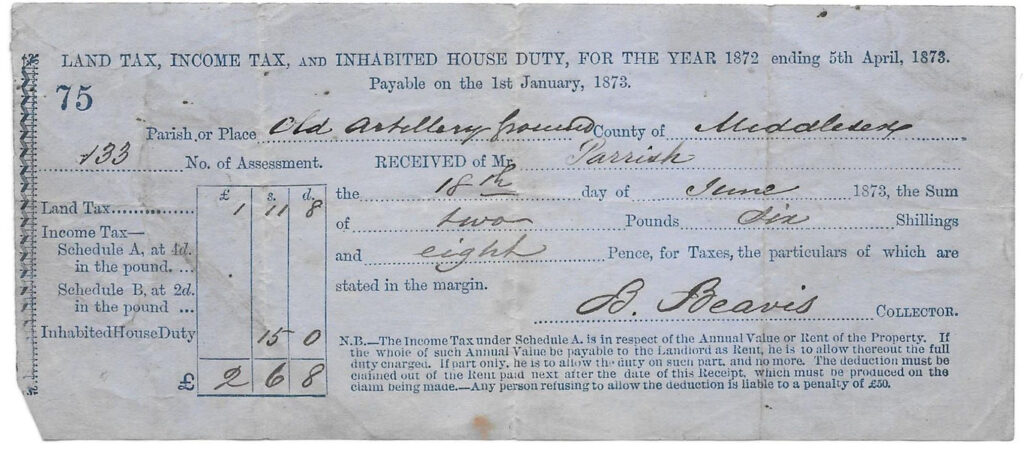 LAND TAX, INCOME TAX, AND INHABITED HOUSE DUTY, FOR THE YEAR 1872 ending 5th April, 1873.
Payable on the 1st January, 1873.
75
Parish or Place Old Artillery Ground County of Middlesex
133 No. of Assessment. RECEIVED of Mr. Parrish
the 18th day of June 1873, the Sum
of two Pounds Six Shillings
and eight Pence, for Taxes, the particulars of which are
stated in the margin.
B. Beavis COLLECTOR.
£ s. d.
Land Tax 1 11 8
Income Tax—
Schedule A, at 4d.
in the pound. ...
Schedule B, at 2d.
in the pound ...
Inhabited House Duty 15 0
£ 2 6 8
N.B.—The Income Tax under Schedule A. is in respect of the Annual Value or Rent of the Property. If
the whole of such Annual Value be payable to the Landlord as Rent, he is to allow thereout the full
duty charged. If part only, he is to allow the duty on such part, and no more. The deduction must be
claimed out of the Rent paid next after the date of this Receipt, which must be produced on the
claim being made.—Any person refusing to allow the deduction is liable to a penalty of £50.